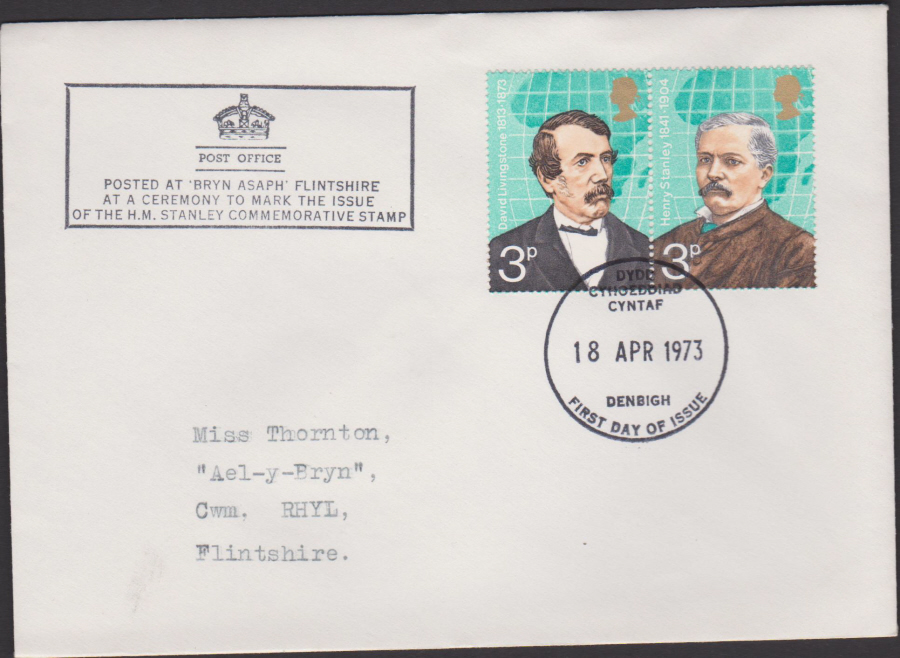 POST OFFICE
POSTED AT 'BRYN ASAPH' FLINTSHIRE
AT A CEREMONY TO MARK THE ISSUE
OF THE H.M. STANLEY COMMEMORATIVE STAMP
David Livingstone 1813-1873
3p
Henry Stanley 1841-1904
3p
DYDD
CYHOEDDIAD
CYNTAF
18 APR 1973
DENBIGH
FIRST DAY OF ISSUE
Miss Thornton,
"Ael-y-Bryn",
Cwm, RHYL,
Flintshire.